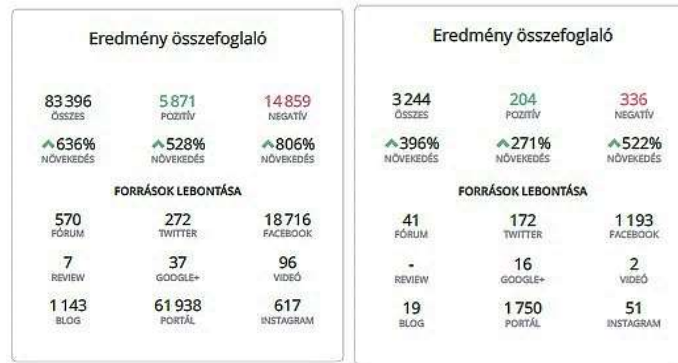 Eredmény összefoglaló
83 396 5 871 14 859
ÖSSZES POZITÍV NEGATÍV
636% 528% 806%
NÖVEKEDÉS NÖVEKEDÉS NÖVEKEDÉS
FORRÁSOK LEBONTÁSA
570 272 18 716
FÓRUM TWITTER FACEBOOK
7 37 96
REVIEW GOOGLE+ VIDEÓ
1 143 61 938 617
BLOG PORTÁL INSTAGRAM
Eredmény összefoglaló
3 244 204 336
ÖSSZES POZITÍV NEGATÍV
396% 271% 522%
NÖVEKEDÉS NÖVEKEDÉS NÖVEKEDÉS
FORRÁSOK LEBONTÁSA
41 172 1 193
FÓRUM TWITTER FACEBOOK
- 16 2
REVIEW GOOGLE+ VIDEÓ
19 1 750 51
BLOG PORTÁL INSTAGRAM